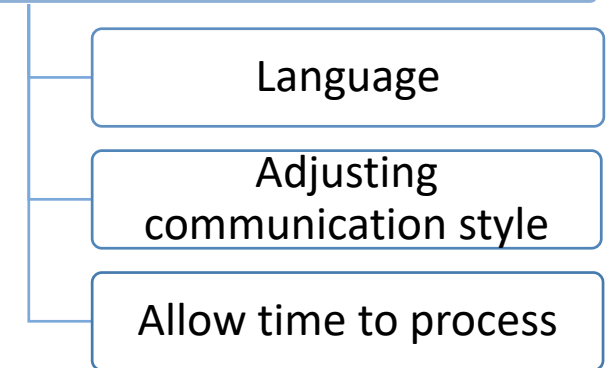 Language
Adjusting
communication style
Allow time to process